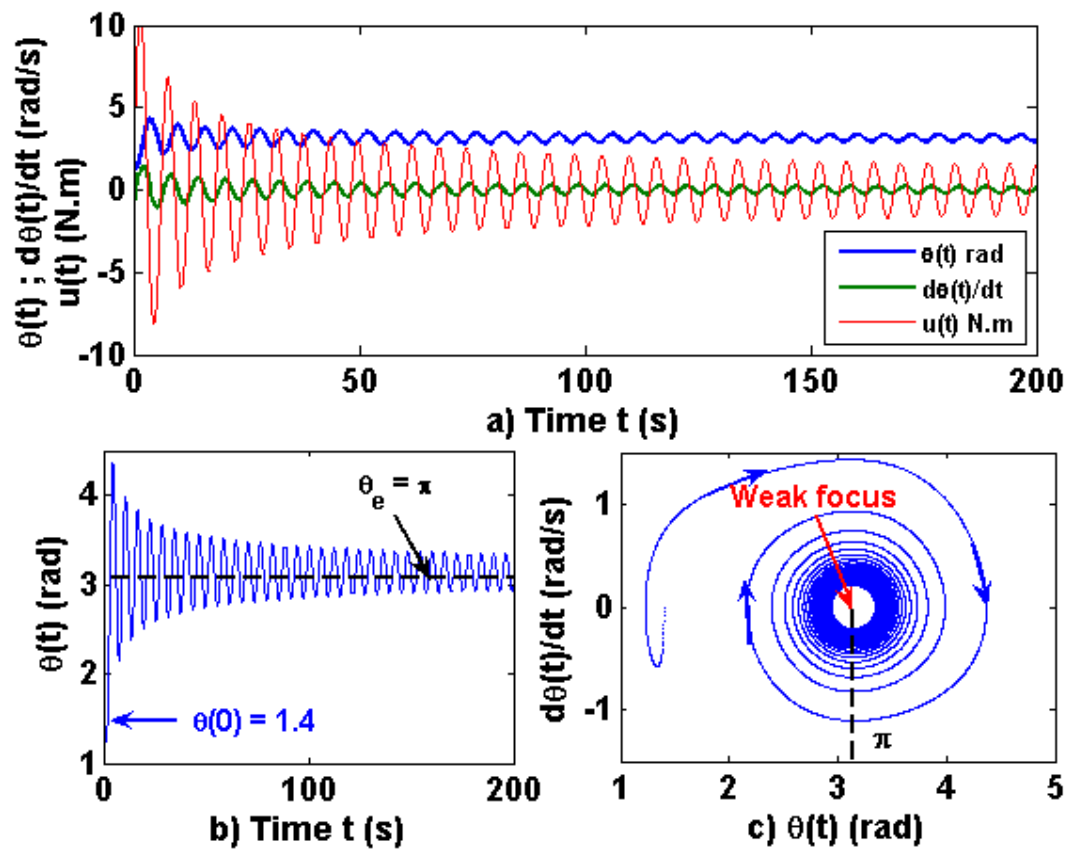 θ(t) ; dθ(t)/dt (rad/s)
u(t) (N.m)
10
5
0
-5
-10
0
50
100
150
200
a) Time t (s)
θ(t) rad
dθ(t)/dt
u(t) N.m
θ(t) (rad)
4
3
2
1
0
100
200
b) Time t (s)
θe = π
θ(0) = 1.4
dθ(t)/dt (rad/s)
1
0
-1
1
2
3
4
5
c) θ(t) (rad)
Weak focus
π